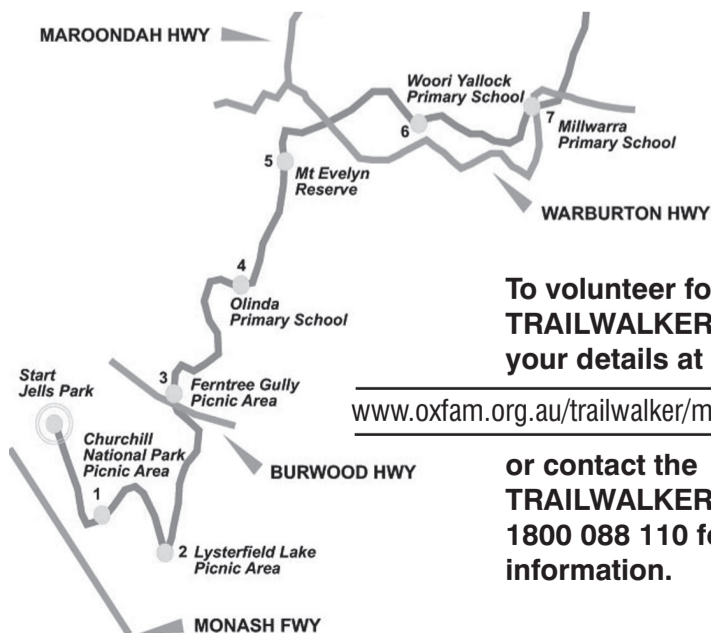 MAROONDAH HWY
Woori Yallock
Primary School
6
7
Millwarra
Primary School
5
Mt Evelyn
Reserve
WARBURTON HWY
4
Olinda
Primary School
3
Ferntree Gully
Picnic Area
Start
Jells Park
Churchill
National Park
Picnic Area
1
BURWOOD HWY
2
Lysterfield Lake
Picnic Area
MONASH FWY
To volunteer fo
TRAILWALKER
your details at
www.oxfam.org.au/trailwalker/m
or contact the
TRAILWALKER
1800 088 110 fo
information.